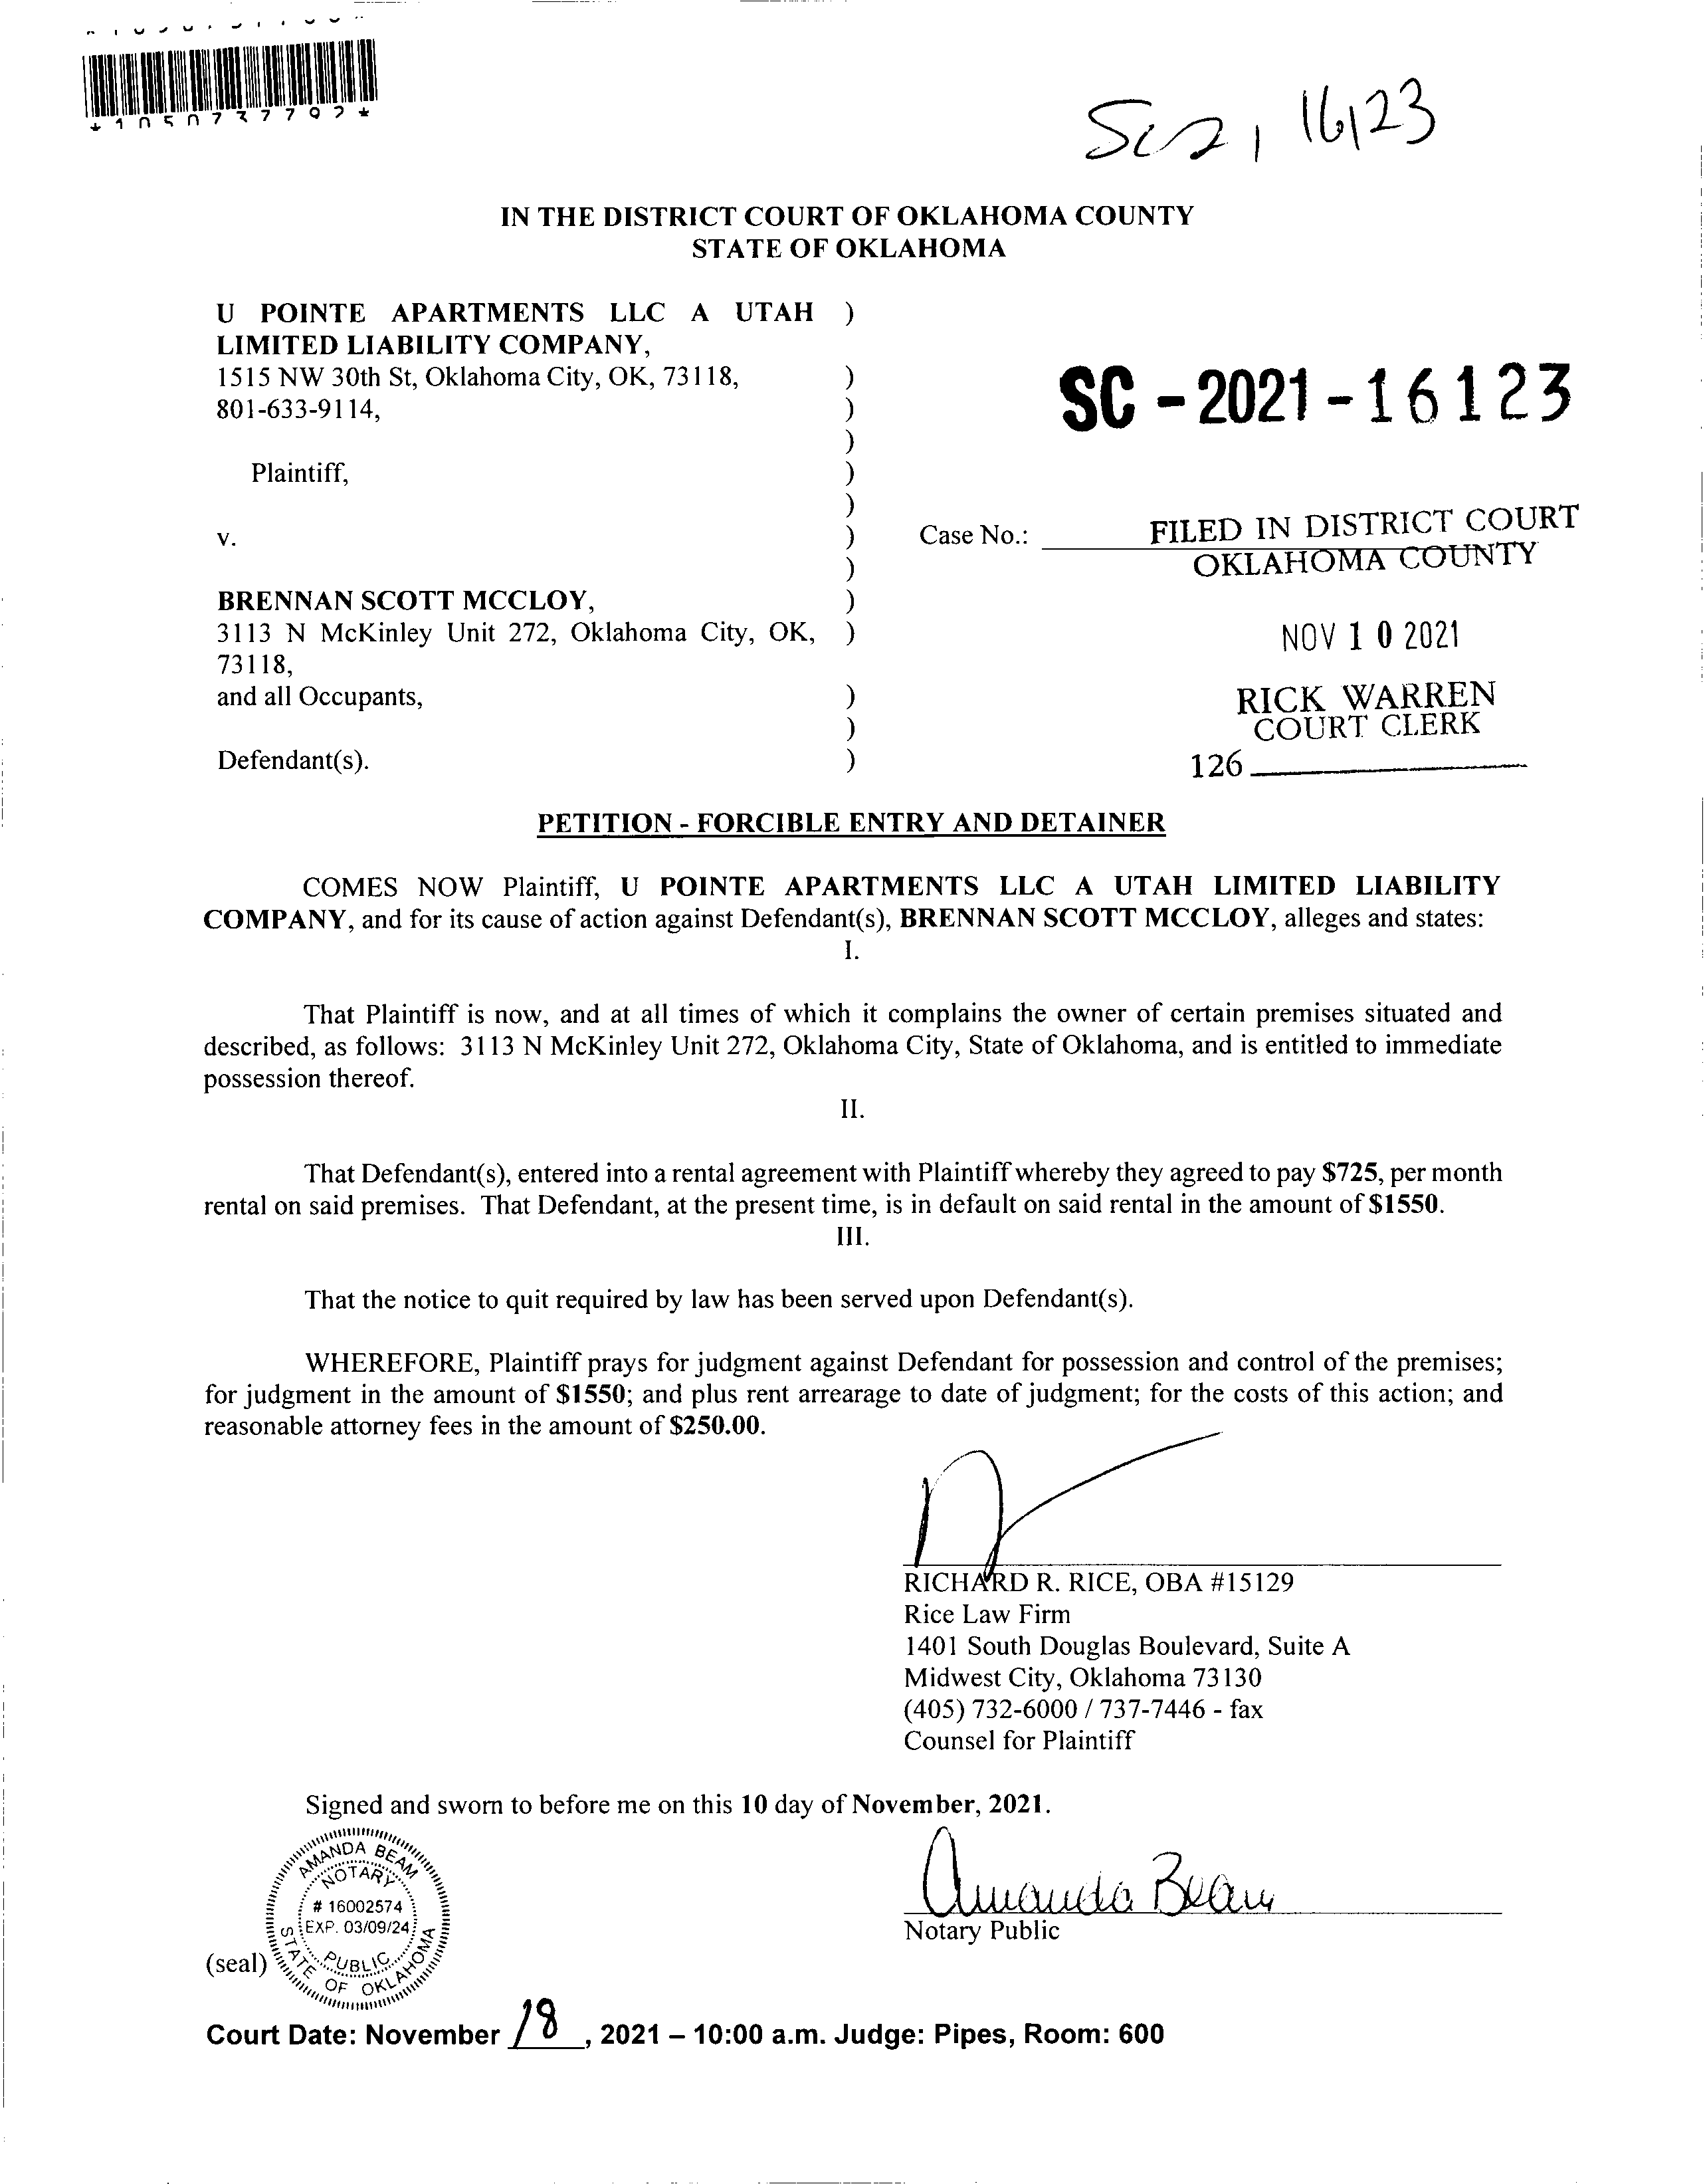 *1050737792*
SC21 16123
IN THE DISTRICT COURT OF OKLAHOMA COUNTY
STATE OF OKLAHOMA
U POINTE APARTMENTS LLC A UTAH )
LIMITED LIABILITY COMPANY,
1515 NW 30th St, Oklahoma City, OK, 73118, )
801-633-9114, )
)
Plaintiff, )
)
v. )
)
BRENNAN SCOTT MCCLOY, )
3113 N McKinley Unit 272, Oklahoma City, OK, )
73118,
and all Occupants, )
)
Defendant(s). )
SC - 2021 - 16123
Case No.:
FILED IN DISTRICT COURT
OKLAHOMA COUNTY
NOV 10 2021
RICK WARREN
COURT CLERK
126
PETITION - FORCIBLE ENTRY AND DETAINER
COMES NOW Plaintiff, U POINTE APARTMENTS LLC A UTAH LIMITED LIABILITY
COMPANY, and for its cause of action against Defendant(s), BRENNAN SCOTT MCCLOY, alleges and states:
I.
That Plaintiff is now, and at all times of which it complains the owner of certain premises situated and
described, as follows: 3113 N McKinley Unit 272, Oklahoma City, State of Oklahoma, and is entitled to immediate
possession thereof.
II.
That Defendant(s), entered into a rental agreement with Plaintiff whereby they agreed to pay $725, per month
rental on said premises. That Defendant, at the present time, is in default on said rental in the amount of $1550.
III.
That the notice to quit required by law has been served upon Defendant(s).
WHEREFORE, Plaintiff prays for judgment against Defendant for possession and control of the premises;
for judgment in the amount of $1550; and plus rent arrearage to date of judgment; for the costs of this action; and
reasonable attorney fees in the amount of $250.00.
RICHARD R. RICE, OBA #15129
Rice Law Firm
1401 South Douglas Boulevard, Suite A
Midwest City, Oklahoma 73130
(405) 732-6000 / 737-7446 - fax
Counsel for Plaintiff
Signed and sworn to before me on this 10 day of November, 2021.
AMANDA BEAM
NOTARY
# 16002574
EXP. 03/09/24
PUBLIC
STATE OF OKLAHOMA
(seal)
Amanda Beam
Notary Public
Court Date: November 18, 2021 – 10:00 a.m. Judge: Pipes, Room: 600